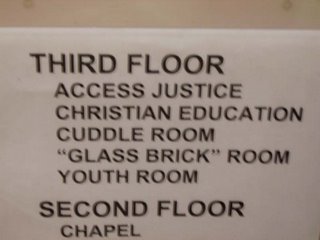 THIRD FLOOR
ACCESS JUSTICE
CHRISTIAN EDUCATION
CUDDLE ROOM
“GLASS BRICK” ROOM
YOUTH ROOM
SECOND FLOOR
CHAPEL